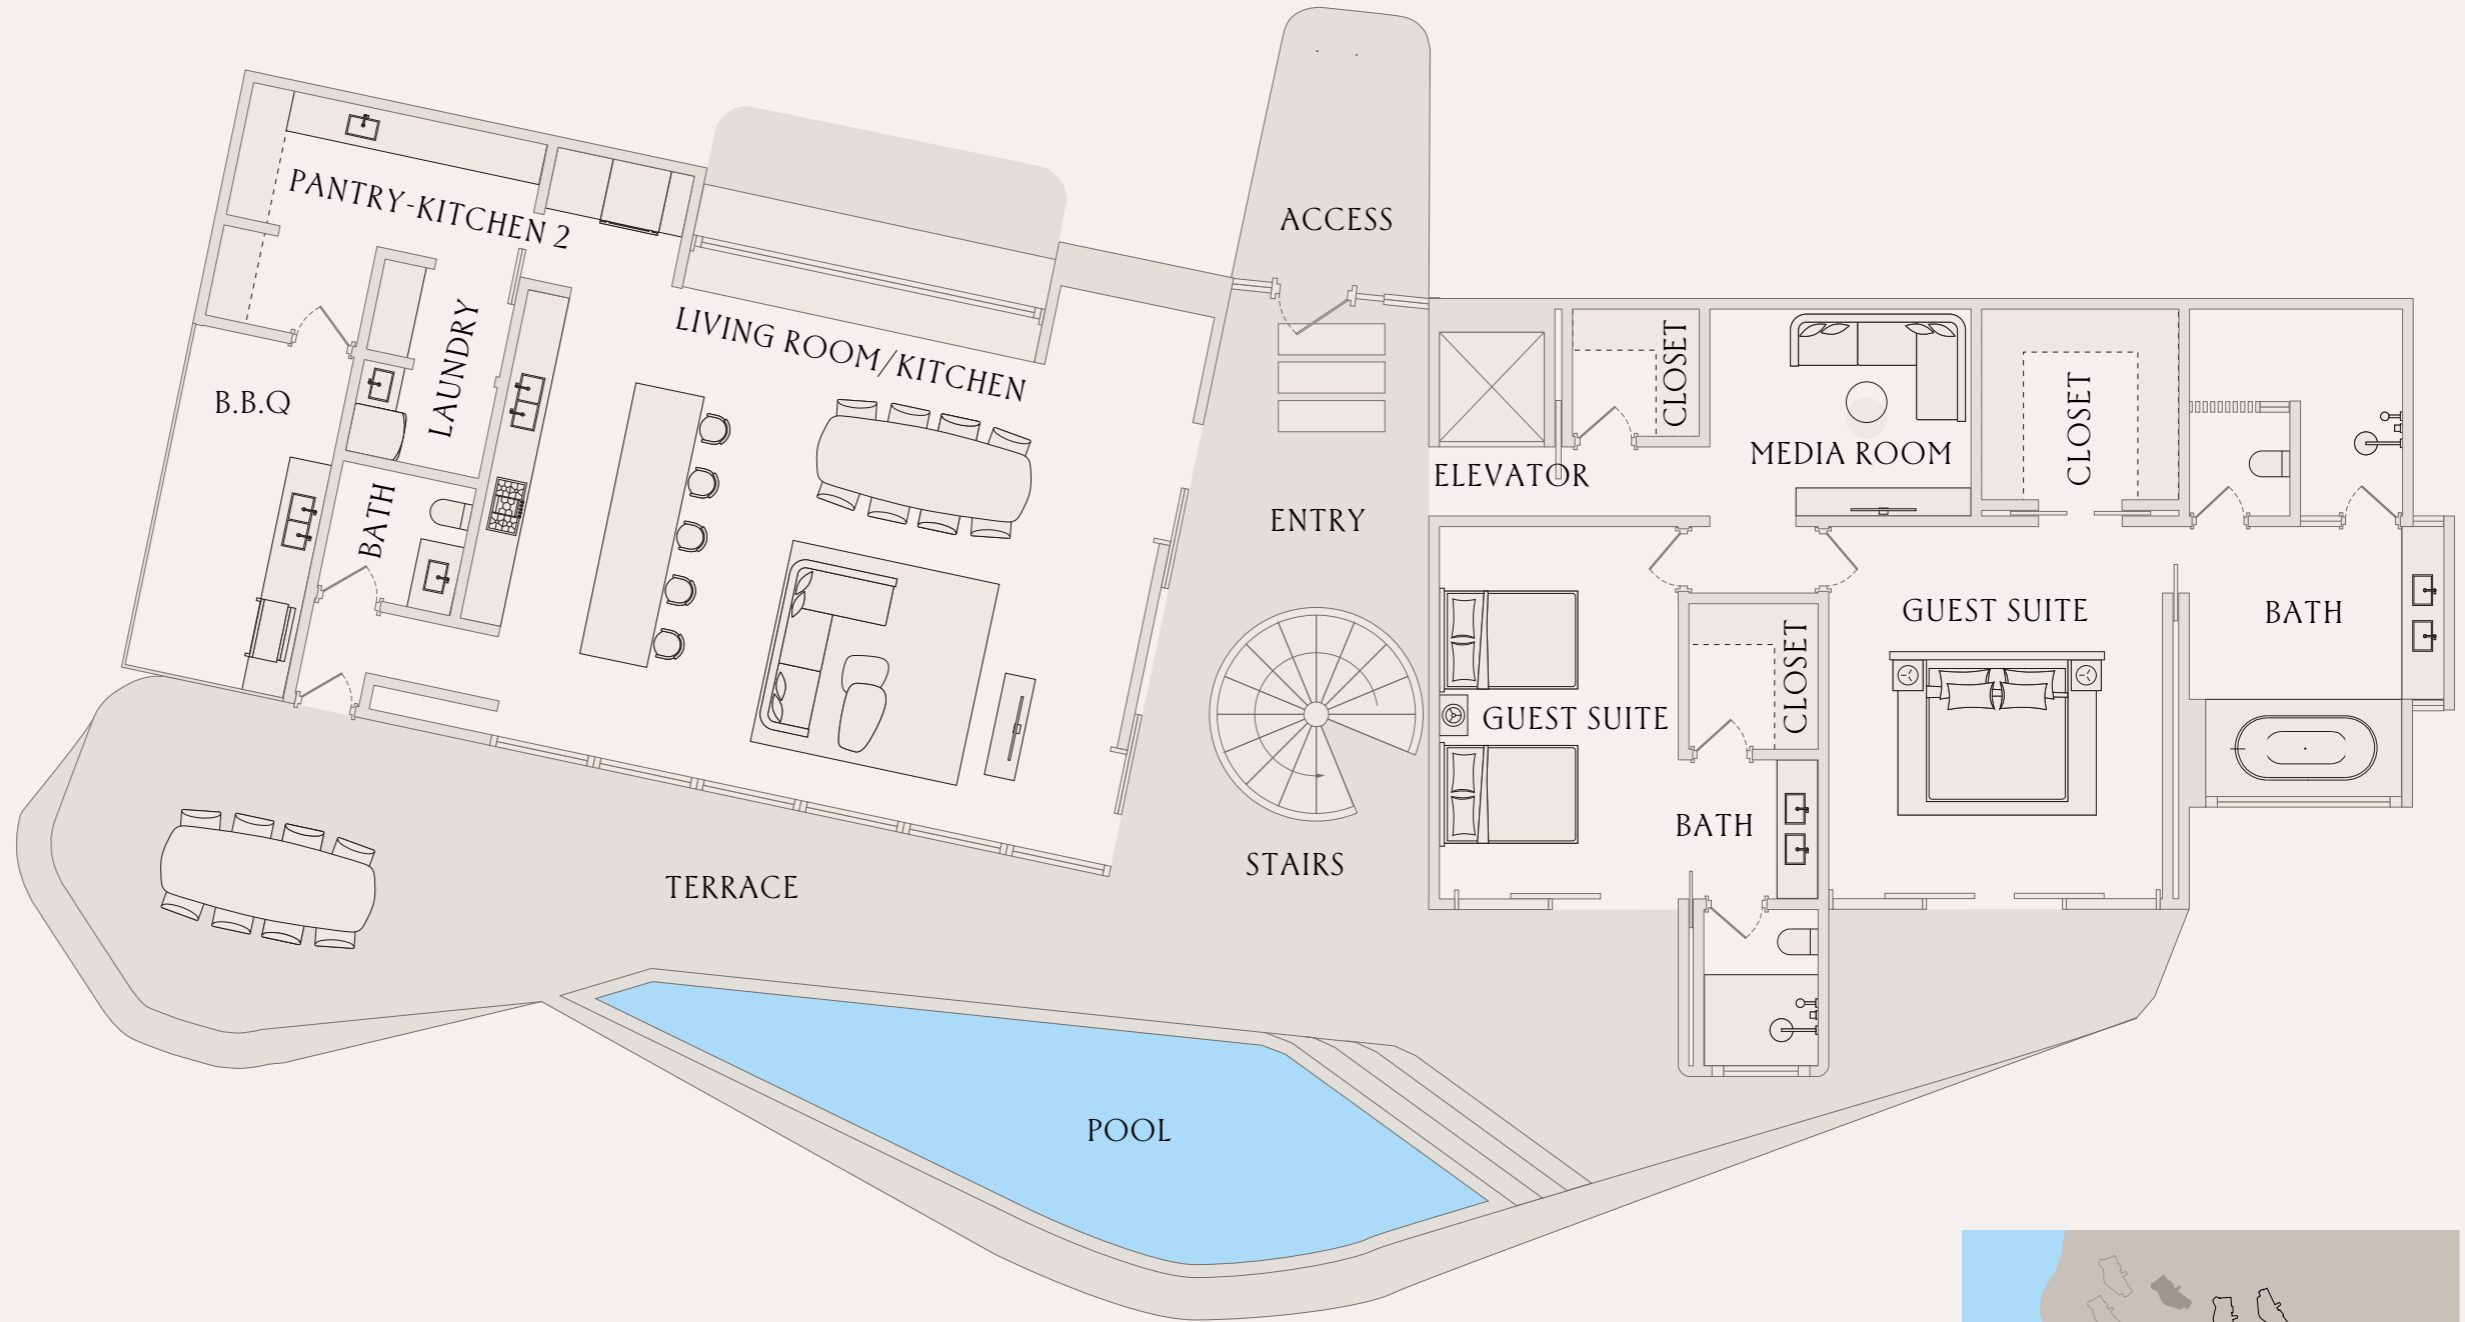 ACCESS
PANTRY-KITCHEN 2
LIVING ROOM/KITCHEN
LAUNDRY
B.B.Q
BATH
ENTRY
STAIRS
TERRACE
POOL
ELEVATOR
CLOSET
MEDIA ROOM
CLOSET
GUEST SUITE
CLOSET
BATH
GUEST SUITE
BATH